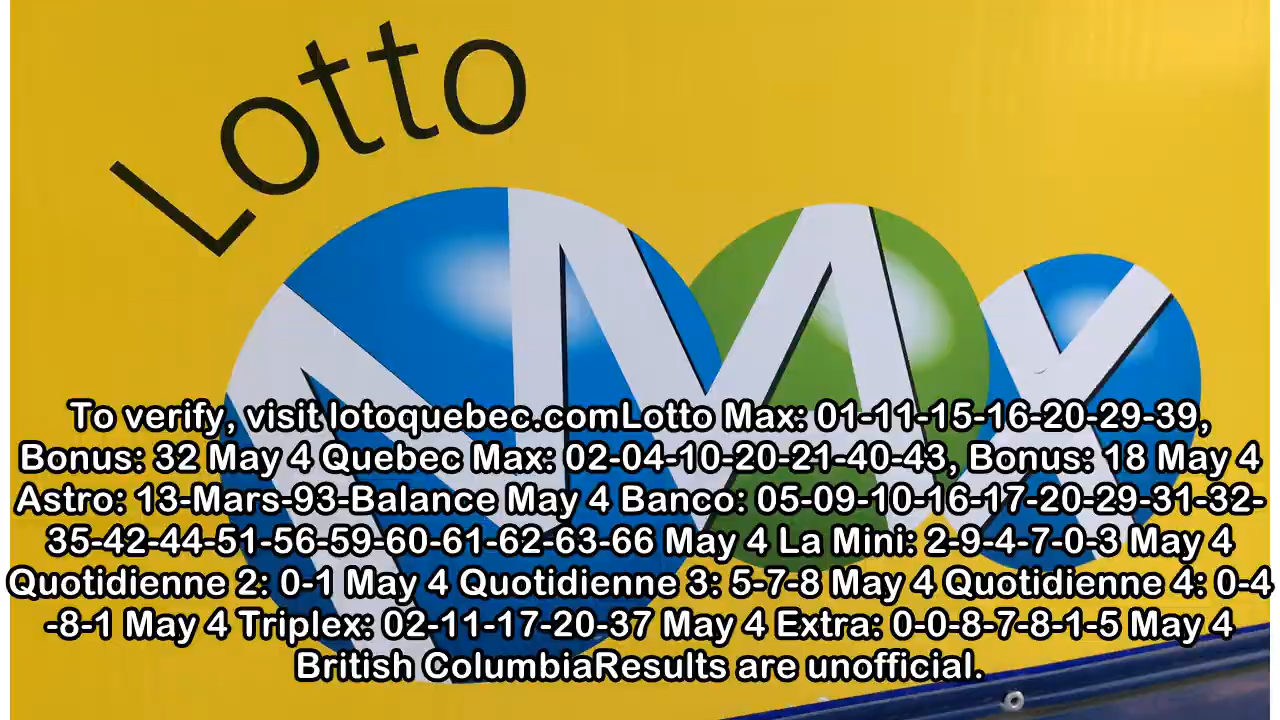 Lotto
Max
To verify, visit lotoquebec.comLotto Max: 01-11-15-16-20-29-39,
Bonus: 32 May 4 Quebec Max: 02-04-10-20-21-40-43, Bonus: 18 May 4
Astro: 13-Mars-93-Balance May 4 Banco: 05-09-10-16-17-20-29-31-32-
35-42-44-51-56-59-60-61-62-63-66 May 4 La Mini: 2-9-4-7-0-3 May 4
Quotidienne 2: 0-1 May 4 Quotidienne 3: 5-7-8 May 4 Quotidienne 4: 0-4
-8-1 May 4 Triplex: 02-11-17-20-37 May 4 Extra: 0-0-8-7-8-1-5 May 4
British ColumbiaResults are unofficial.